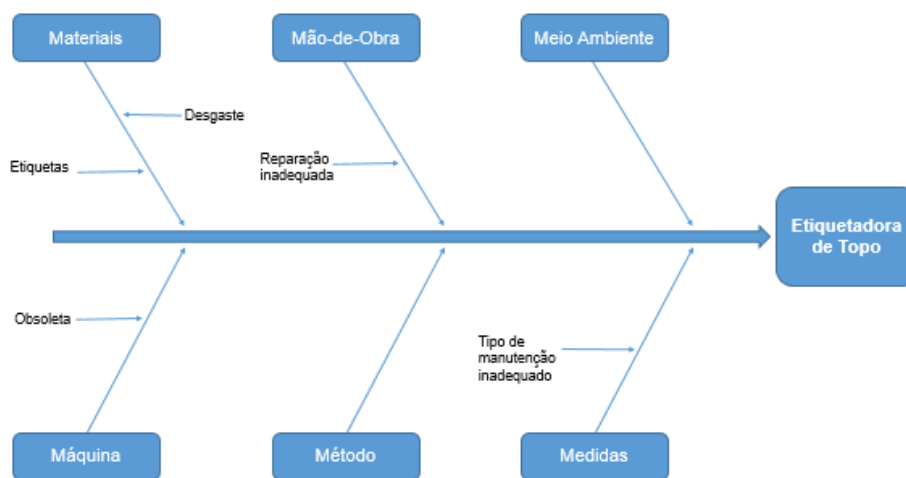 Materiais
Mão-de-Obra
Meio Ambiente
Desgaste
Etiquetas
Reparação
inadequada
Etiquetadora
de Topo
Obsoleta
Tipo de
manutenção
inadequado
Máquina
Método
Medidas